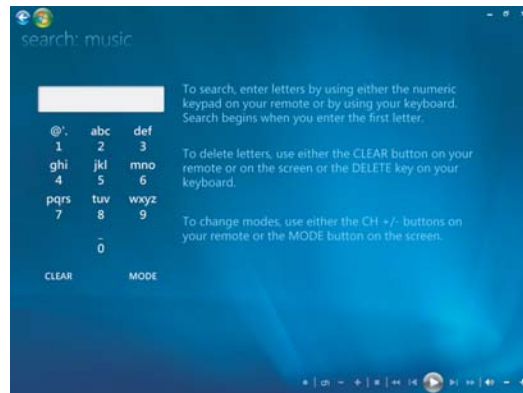 search: music
To search, enter letters by using either the numeric
keypad on your remote or by using your keyboard.
Search begins when you enter the first letter.
@'. abc def
1 2 3
To delete letters, use either the CLEAR button on your
remote or on the screen or the DELETE key on your
keyboard.
ghi jkl mno
4 5 6
pqrs tuv wxyz
7 8 9
To change modes, use either the CH +/- buttons on
your remote or the MODE button on the screen.
_
0
CLEAR MODE